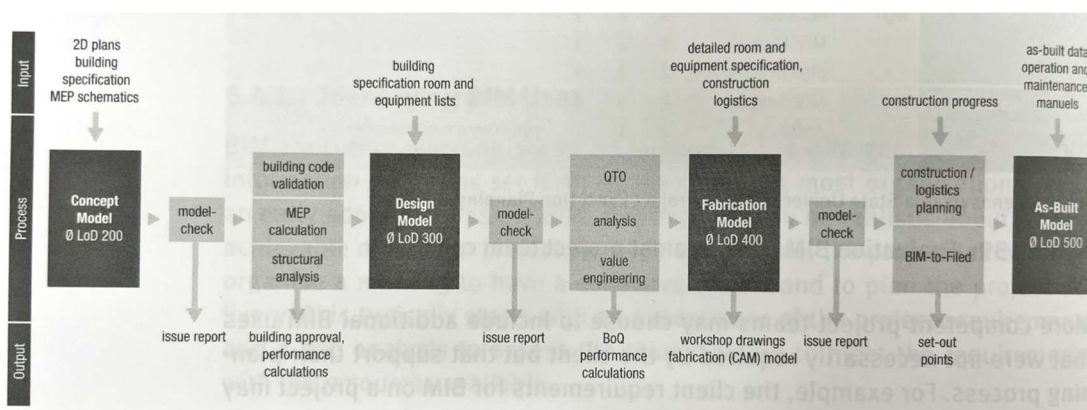 Input
2D plans
building
specification
MEP schematics
building
specification room and
equipment lists
detailed room and
equipment specification,
construction
logistics
construction progress
as-built data
operation and
maintenance
manuels
Process
Concept
Model
Ø LoD 200
model-
check
building code
validation
MEP
calculation
structural
analysis
Design
Model
Ø LoD 300
model-
check
QTO
analysis
value
engineering
Fabrication
Model
Ø LoD 400
model-
check
construction /
logistics
planning
BIM-to-Filed
As-Built
Model
Ø LoD 500
Output
issue report
building approval,
performance
calculations
issue report
BoQ
performance
calculations
workshop drawings
fabrication (CAM) model
issue report
set-out
points